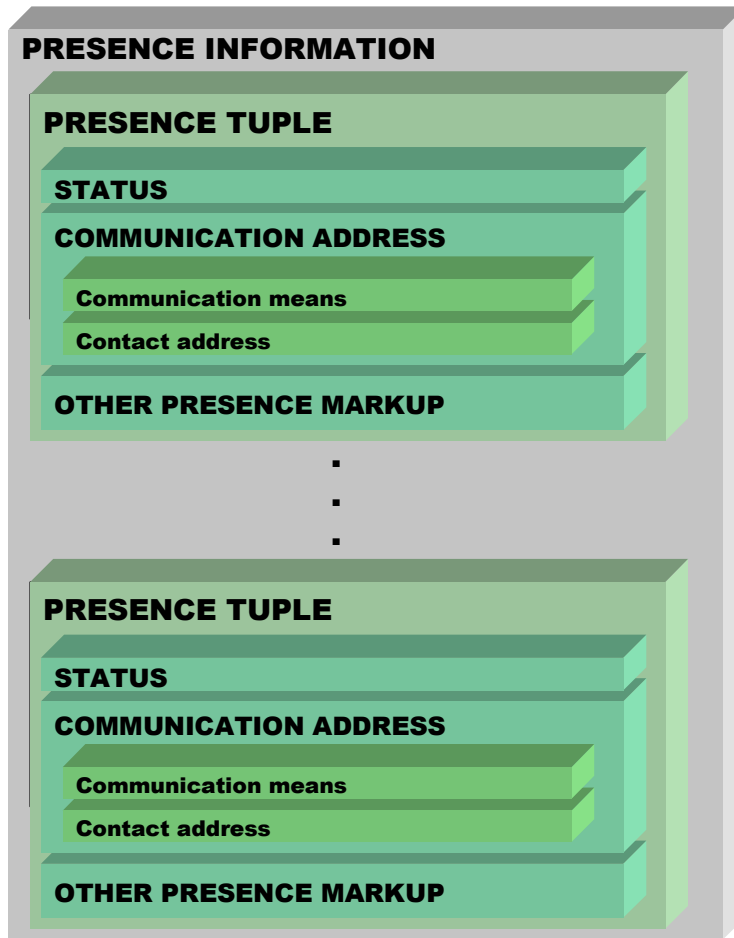 PRESENCE INFORMATION
PRESENCE TUPLE
STATUS
COMMUNICATION ADDRESS
Communication means
Contact address
OTHER PRESENCE MARKUP
.
.
.
PRESENCE TUPLE
STATUS
COMMUNICATION ADDRESS
Communication means
Contact address
OTHER PRESENCE MARKUP